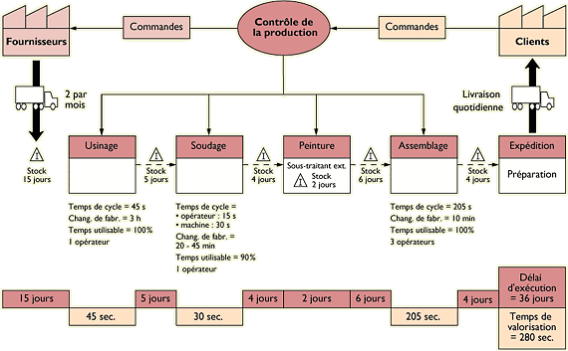 Contrôle de
la production
Commandes
Commandes
Fournisseurs
Clients
2 par
mois
Livraison
quotidienne
Usinage
Soudage
Peinture
Assemblage
Expédition
Sous-traitant ext.
Stock
2 jours
Préparation
Stock
15 jours
Stock
5 jours
Stock
4 jours
Stock
6 jours
Stock
4 jours
Temps de cycle = 45 s
Chang. de fabr. = 3 h
Temps utilisable = 100%
1 opérateur
Temps de cycle =
• opérateur : 15 s
• machine : 30 s
Chang. de fabr. =
20 - 45 min
Temps utilisable = 90%
1 opérateur
Temps de cycle = 205 s
Chang. de fabr. = 10 min
Temps utilisable = 100%
3 opérateurs
15 jours
5 jours
4 jours
2 jours
6 jours
4 jours
Délai
d'exécution
= 36 jours
45 sec.
30 sec.
205 sec.
Temps de
valorisation
= 280 sec.